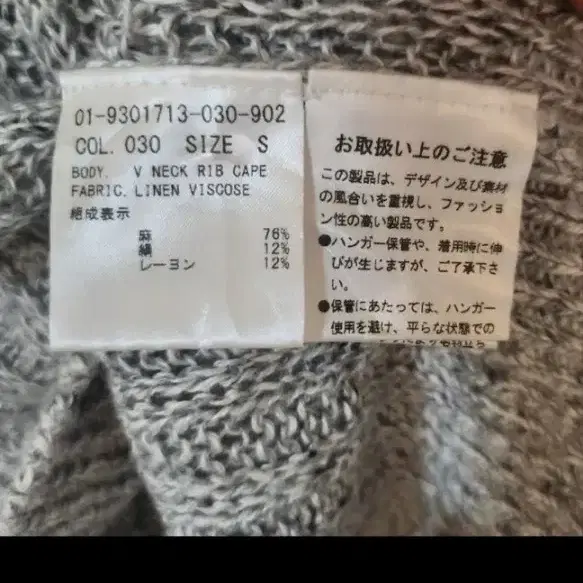 01-9301713-030-902
COL. 030 SIZE S
BODY. V NECK RIB CAPE
FABRIC. LINEN VISCOSE
組成表示
麻 76%
絹 12%
レーヨン 12%
お取扱い上のご注意
この製品は、デザイン及び素材
の風合いを重視し、ファッショ
ン性の高い製品です。
●ハンガー保管や、着用時に伸
びが生じますが、ご了承下さ
い。
●保管にあたっては、ハンガー
使用を避け、平らな状態での